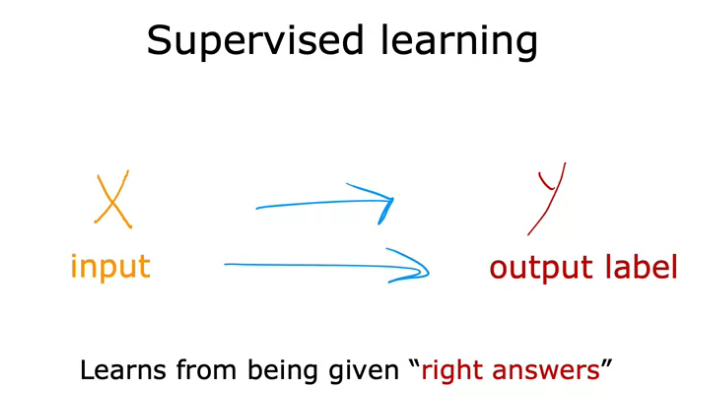 Supervised learning
X y
input output label
Learns from being given “right answers”